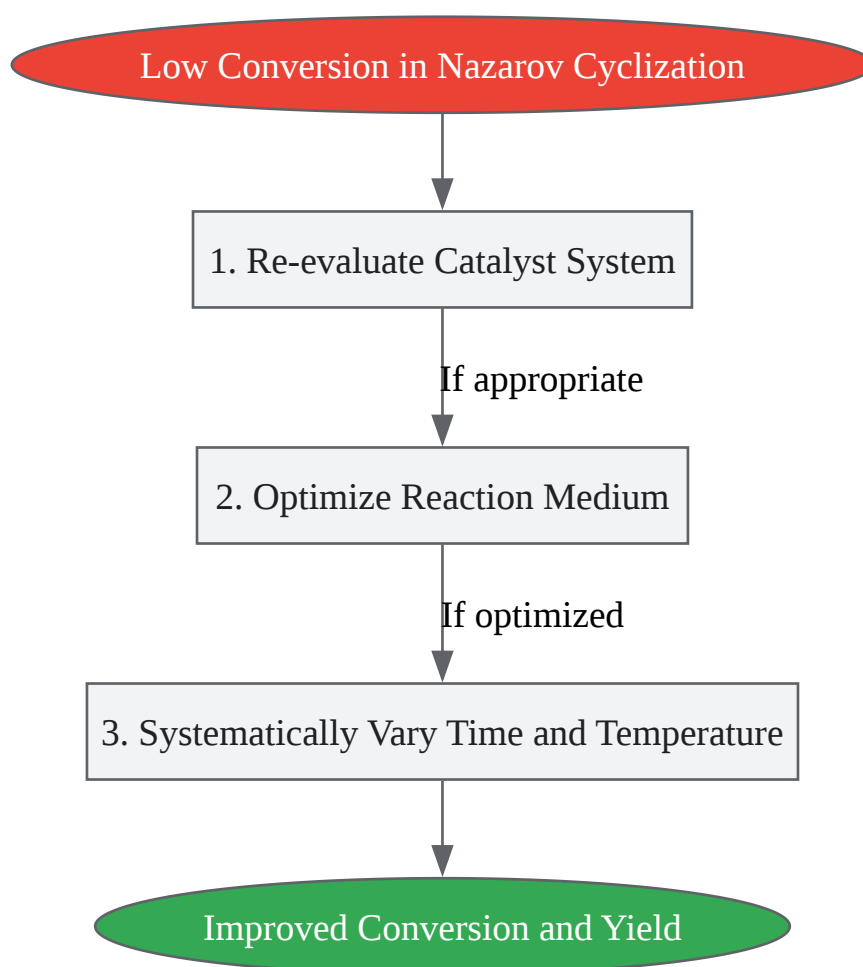 Low Conversion in Nazarov Cyclization
1. Re-evaluate Catalyst System
If appropriate
2. Optimize Reaction Medium
If optimized
3. Systematically Vary Time and Temperature
Improved Conversion and Yield